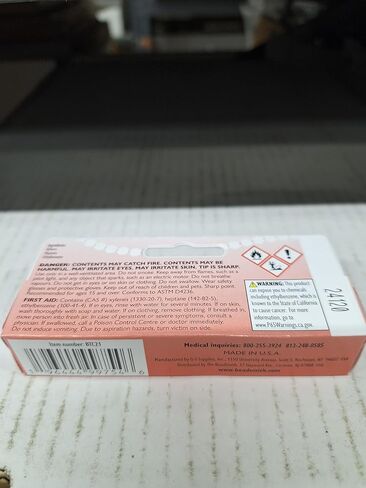 DANGER: CONTENTS MAY CATCH FIRE. CONTENTS MAY BE
HARMFUL. MAY IRRITATE EYES. MAY IRRITATE SKIN. TIP IS SHARP.
Use only in a well-ventilated area. Do not smoke. Keep away from flames, such as a
pilot light, and any object that sparks, such as an electric motor. Do not breathe
vapours. Do not get in eyes or on skin or clothing. Do not swallow. Wear safety
glasses and protective gloves. Keep out of reach of children and pets. Sharp point.
Recommended for ages 15 and over. Conforms to ASTM D4236.
FIRST AID: Contains (CAS #) xylenes (1330-20-7), heptane (142-82-5),
ethylbenzene (100-41-4). If in eyes, rinse with water for several minutes. If on skin,
wash thoroughly with soap and water. If on clothing, remove clothing. If breathed in,
move person into fresh air. In case of persistent or severe symptoms, consult a
physician. If swallowed, call a Poison Control Centre or doctor immediately.
Do not induce vomiting. Due to aspiration hazards, turn victim on side.
WARNING: This product
can expose you to chemicals
including ethylbenzene, which is
known to the State of California
to cause cancer. For more
information, go to
www.P65Warnings.ca.gov.
24120
Item number: BTC21
Medical inquiries: 800-255-3924 813-248-0585
MADE IN U.S.A.
www.beadsmith.com